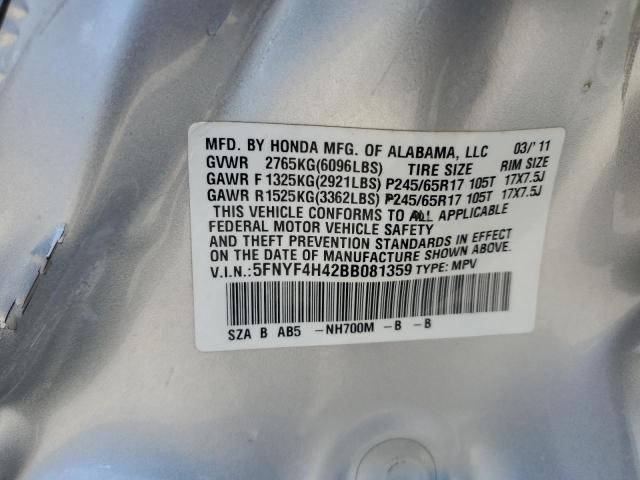 MFD. BY HONDA MFG. OF ALABAMA, LLC 03/'11
GVWR 2765KG(6096LBS) TIRE SIZE RIM SIZE
GAWR F 1325KG(2921LBS) P245/65R17 105T 17X7.5J
GAWR R 1525KG(3362LBS) P245/65R17 105T 17X7.5J
THIS VEHICLE CONFORMS TO ALL APPLICABLE
FEDERAL MOTOR VEHICLE SAFETY
AND THEFT PREVENTION STANDARDS IN EFFECT
ON THE DATE OF MANUFACTURE SHOWN ABOVE.
V.I.N.:5FNYF4H42BB081359 TYPE: MPV
SZA B AB5 -NH700M -B -B